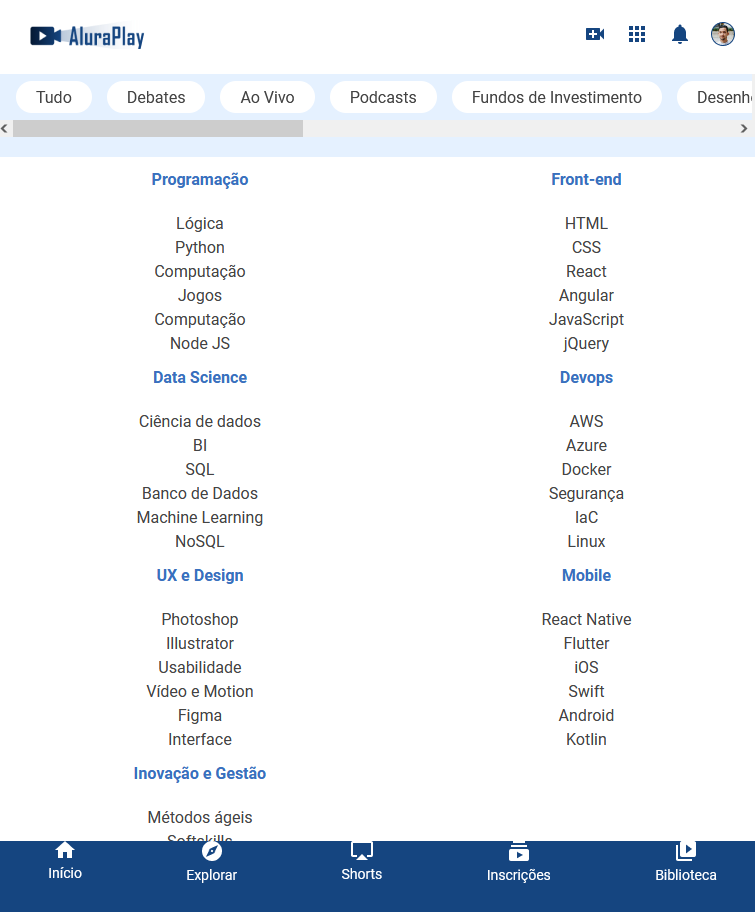 AluraPlay
Tudo Debates Ao Vivo Podcasts Fundos de Investimento Desenh
Programação
Lógica
Python
Computação
Jogos
Computação
Node JS
Front-end
HTML
CSS
React
Angular
JavaScript
jQuery
Data Science
Ciência de dados
BI
SQL
Banco de Dados
Machine Learning
NoSQL
Devops
AWS
Azure
Docker
Segurança
IaC
Linux
UX e Design
Photoshop
Illustrator
Usabilidade
Vídeo e Motion
Figma
Interface
Mobile
React Native
Flutter
iOS
Swift
Android
Kotlin
Inovação e Gestão
Métodos ágeis
Softskills
Início Explorar Shorts Inscrições Biblioteca